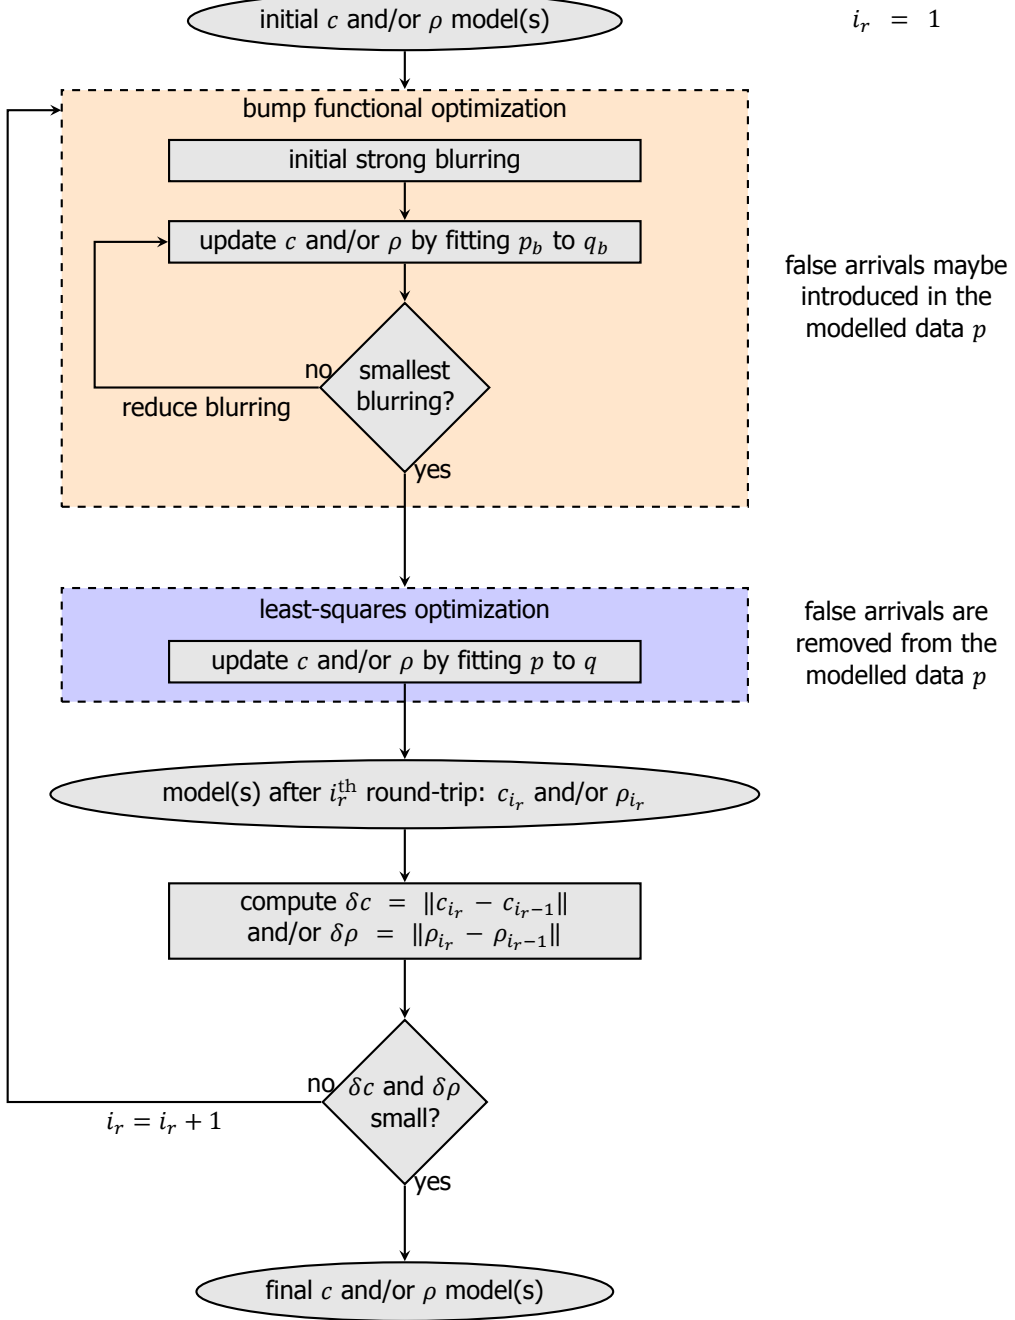 initial c and/or ρ model(s)
i_r = 1
bump functional optimization
initial strong blurring
update c and/or ρ by fitting p_b to q_b
false arrivals maybe
introduced in the
modelled data p
no
smallest
blurring?
reduce blurring
yes
least-squares optimization
update c and/or ρ by fitting p to q
false arrivals are
removed from the
modelled data p
model(s) after i_r^th round-trip: c_{i_r} and/or ρ_{i_r}
compute δc = ‖c_{i_r} − c_{i_r−1}‖
and/or δρ = ‖ρ_{i_r} − ρ_{i_r−1}‖
no
δc and δρ
small?
i_r = i_r + 1
yes
final c and/or ρ model(s)